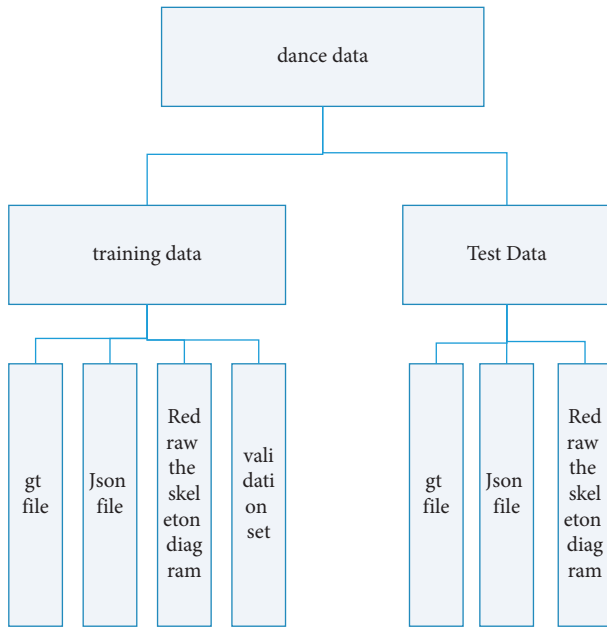 dance data
training data
Test Data
gt
file
Json
file
Red
raw
the
skel
eton
diag
ram
vali
dati
on
set
gt
file
Json
file
Red
raw
the
skel
eton
diag
ram